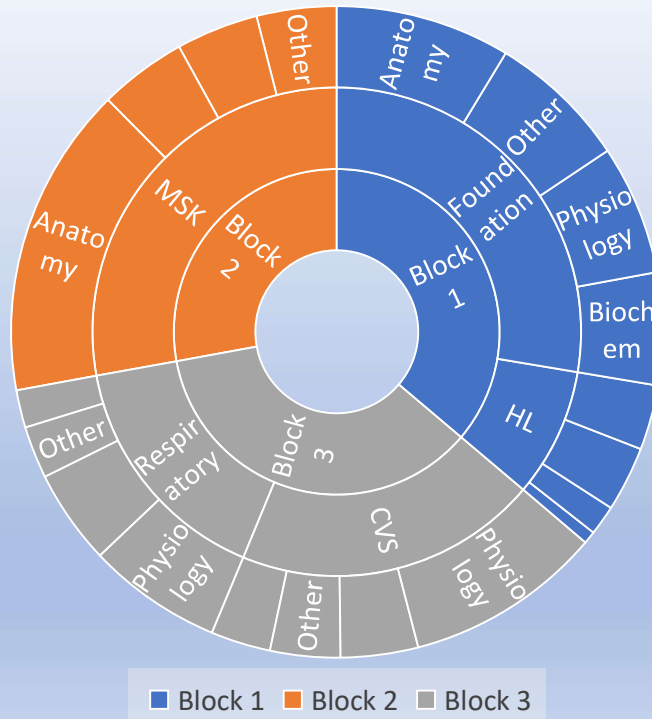 Anato
my
Other
Physio
logy
Bioch
em
Found
ation
Block
1
HL
Physio
logy
CVS
Other
Block
3
Physio
logy
Respir
atory
Other
Anato
my
MSK
Block
2
Other
Block 1
Block 2
Block 3